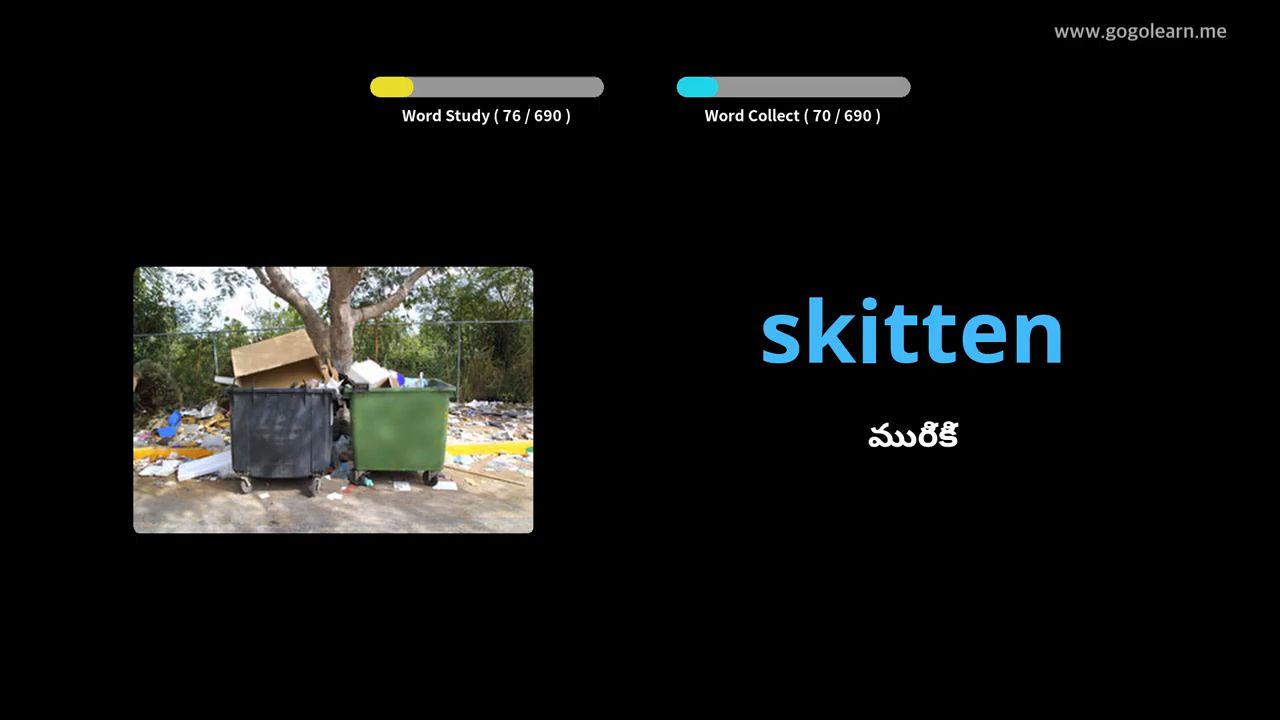 www.gogolearn.me
Word Study ( 76 / 690 )
Word Collect ( 70 / 690 )
skitten
మురికి